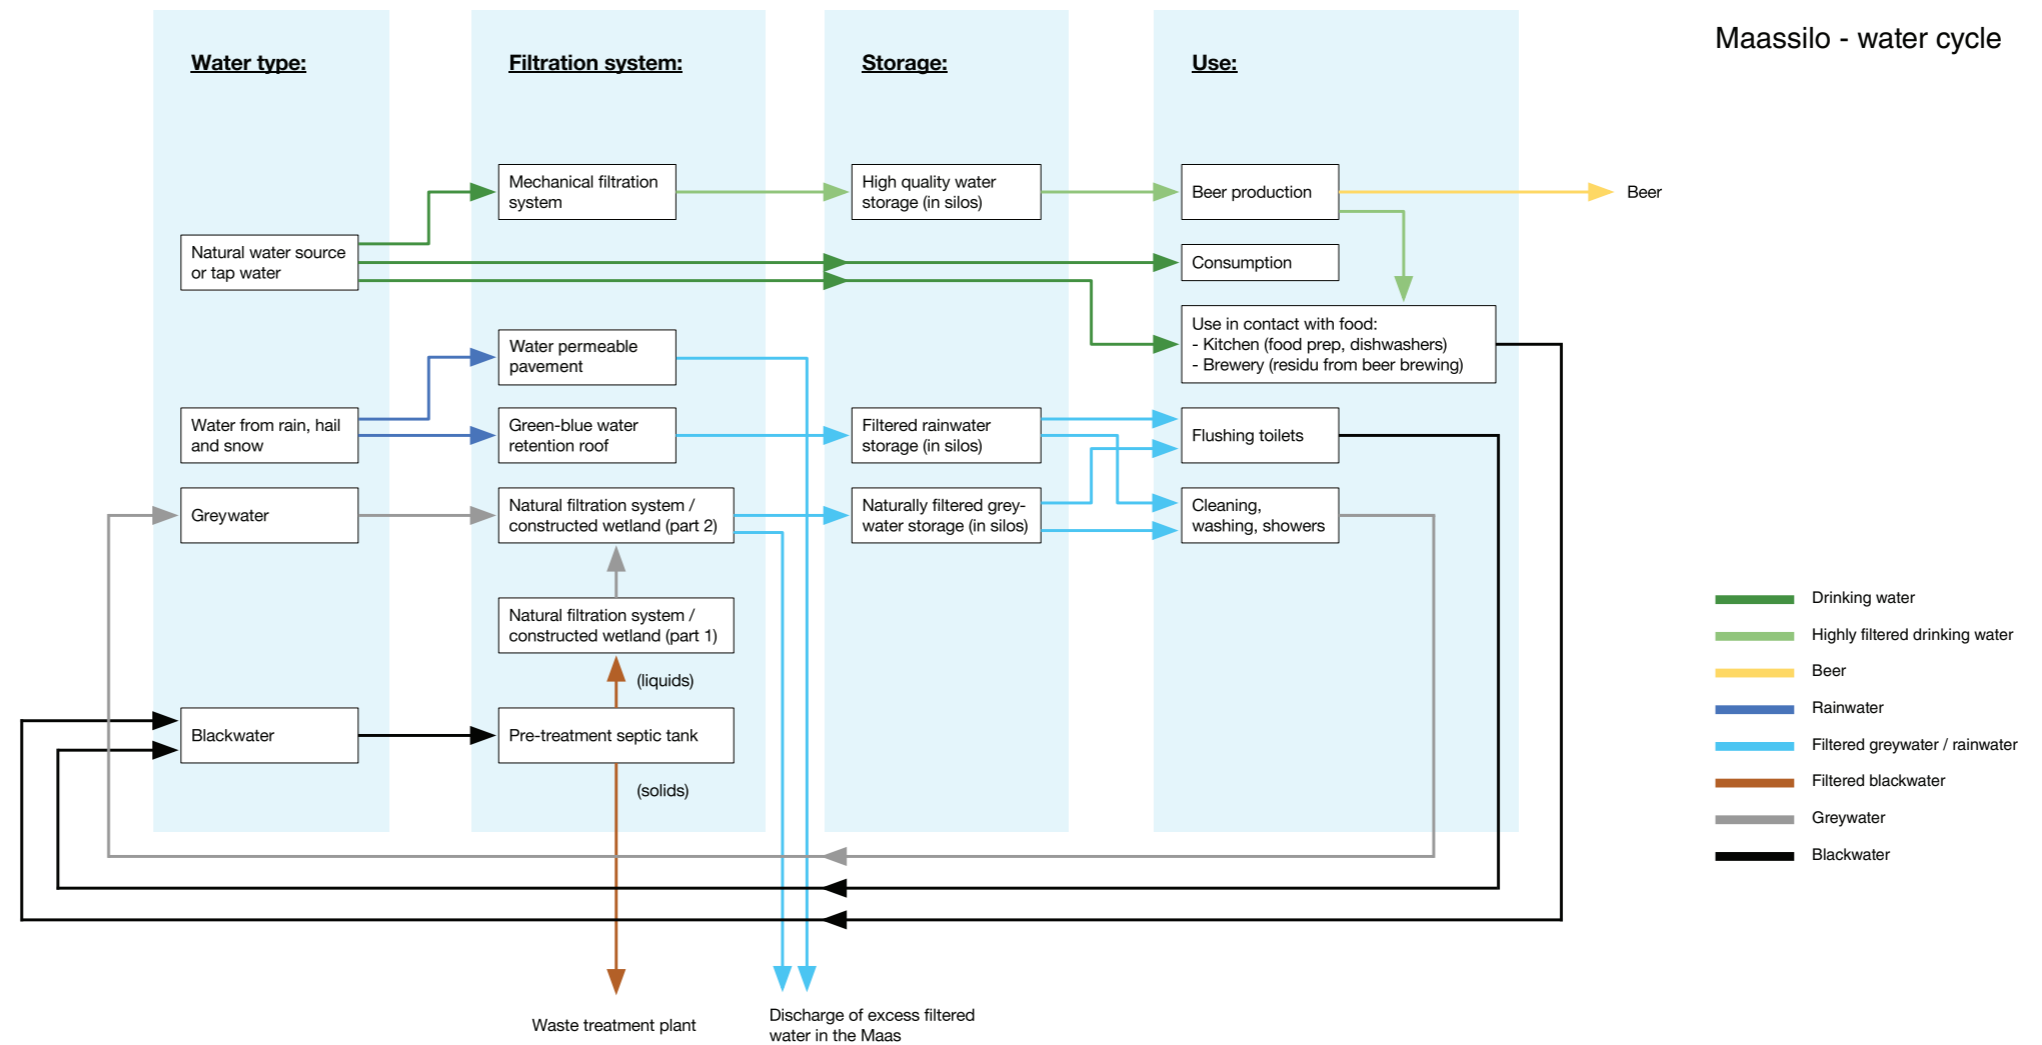 Maassilo - water cycle
Water type:
Filtration system:
Storage:
Use:
Mechanical filtration
system
High quality water
storage (in silos)
Beer production
Beer
Natural water source
or tap water
Consumption
Use in contact with food:
- Kitchen (food prep, dishwashers)
- Brewery (residu from beer brewing)
Water permeable
pavement
Water from rain, hail
and snow
Green-blue water
retention roof
Filtered rainwater
storage (in silos)
Flushing toilets
Greywater
Natural filtration system /
constructed wetland (part 2)
Naturally filtered grey-
water storage (in silos)
Cleaning,
washing, showers
Natural filtration system /
constructed wetland (part 1)
(liquids)
Blackwater
Pre-treatment septic tank
(solids)
Waste treatment plant
Discharge of excess filtered
water in the Maas
Drinking water
Highly filtered drinking water
Beer
Rainwater
Filtered greywater / rainwater
Filtered blackwater
Greywater
Blackwater